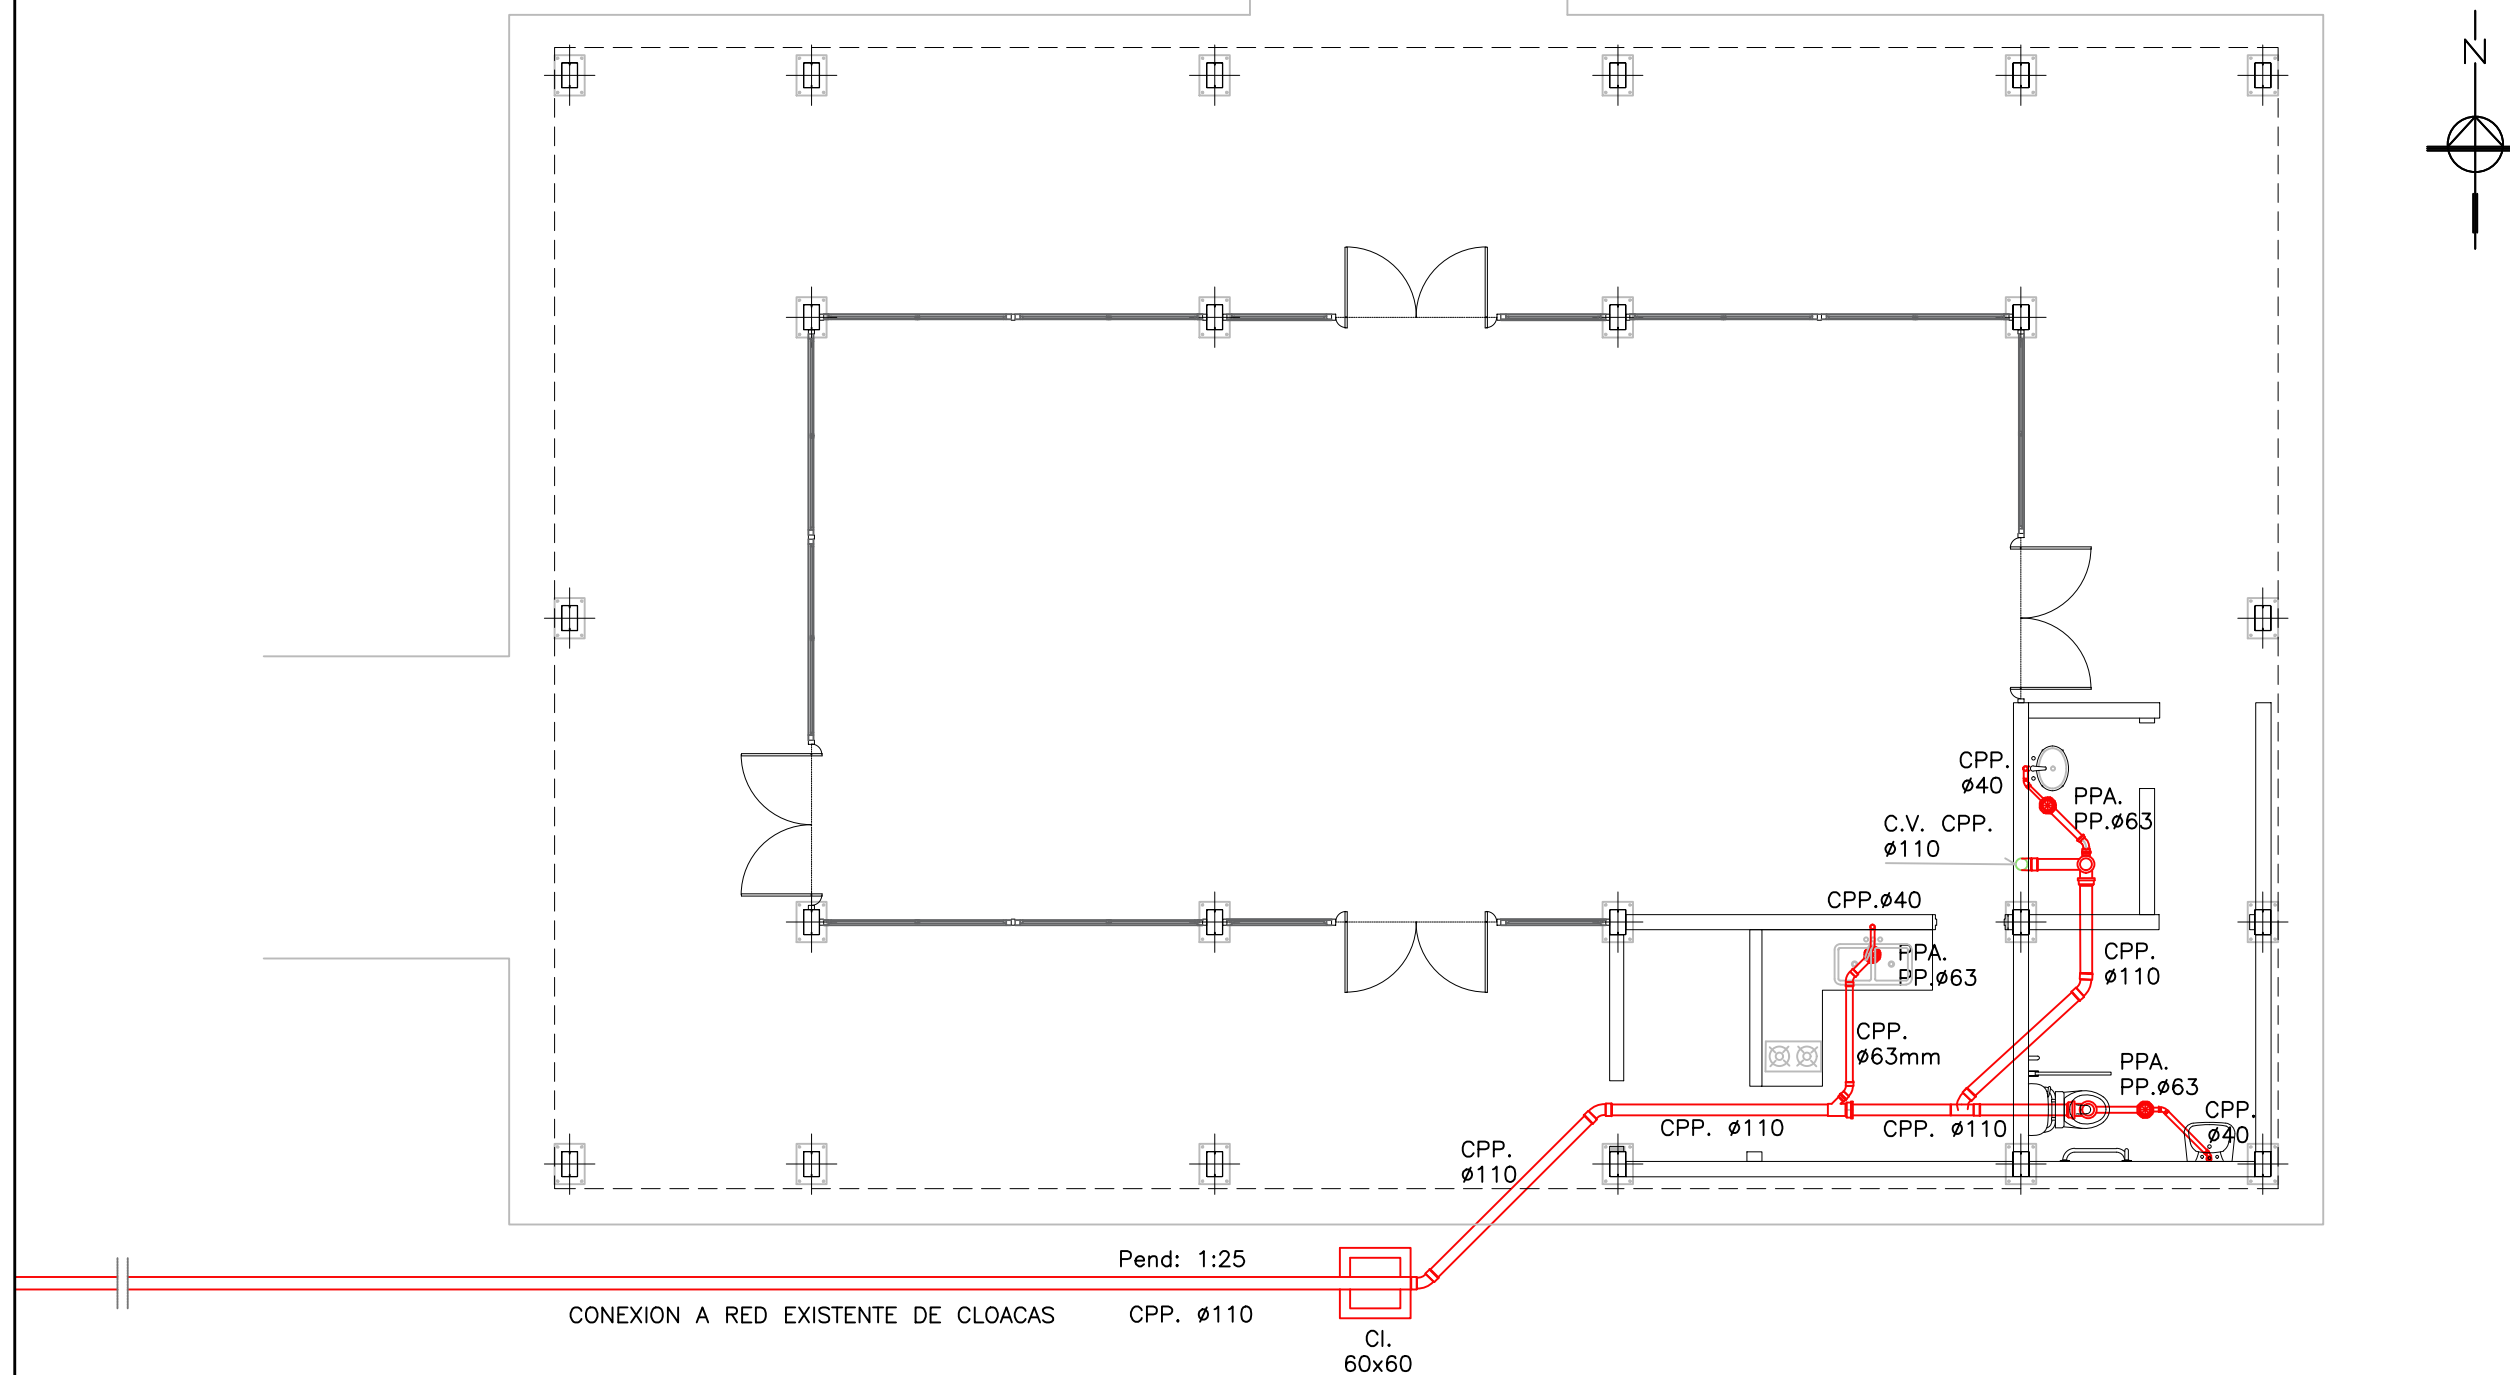 N
CPP.
ø40
PPA.
PP.ø63
C.V. CPP.
ø110
CPP.ø40
PPA.
PP.ø63
CPP.
ø110
CPP.
ø63mm
PPA.
PP.ø63
CPP.
ø40
CPP. ø110
CPP. ø110
CPP.
ø110
Pend: 1:25
CONEXION A RED EXISTENTE DE CLOACAS
CPP. ø110
CI.
60x60